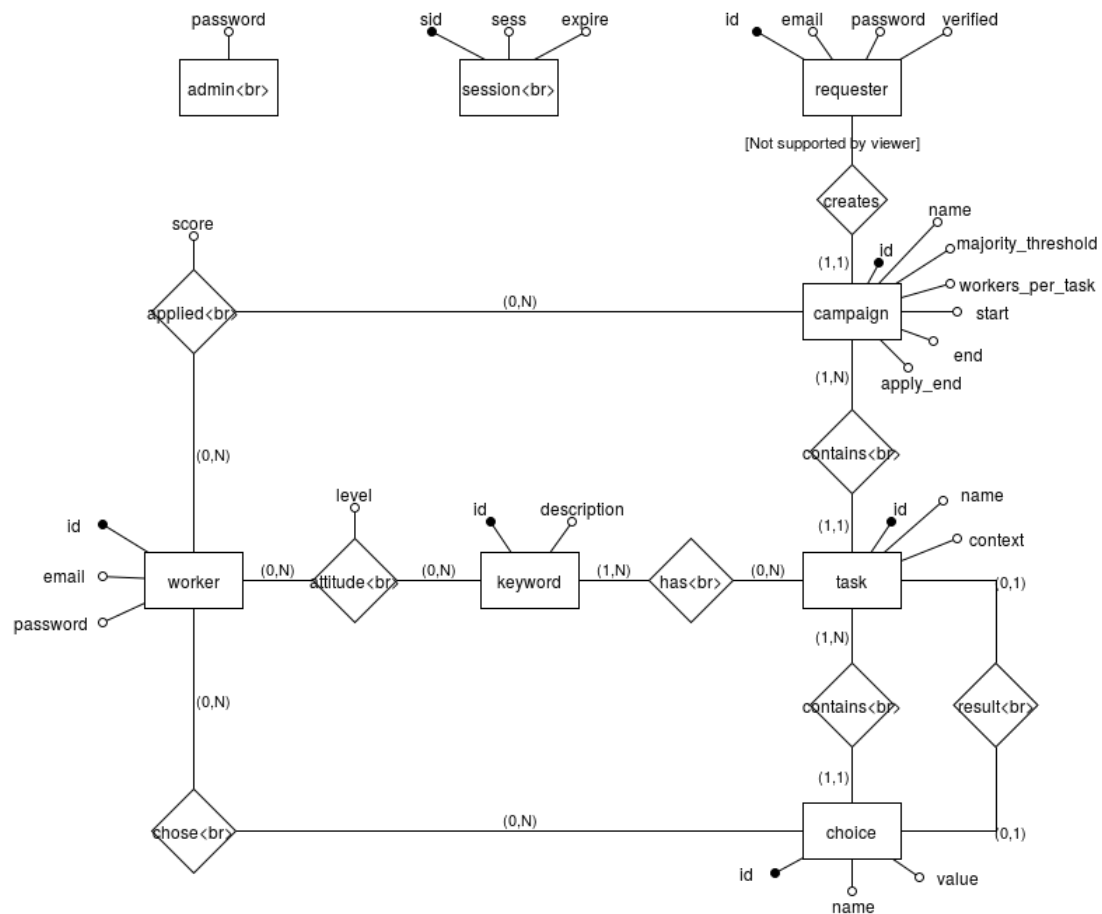 password
sid
sess
expire
id
email
password
verified
admin<br>
session<br>
requester
[Not supported by viewer]
creates
score
name
id
majority_threshold
(1,1)
workers_per_task
applied<br>
(0,N)
campaign
start
end
(1,N)
apply_end
(0,N)
contains<br>
level
id
description
name
id
(1,1)
id
context
email
worker
(0,N)
attitude<br>
(0,N)
keyword
(1,N)
has<br>
(0,N)
task
(0,1)
password
(1,N)
(0,N)
contains<br>
result<br>
(1,1)
chose<br>
(0,N)
choice
(0,1)
id
value
name